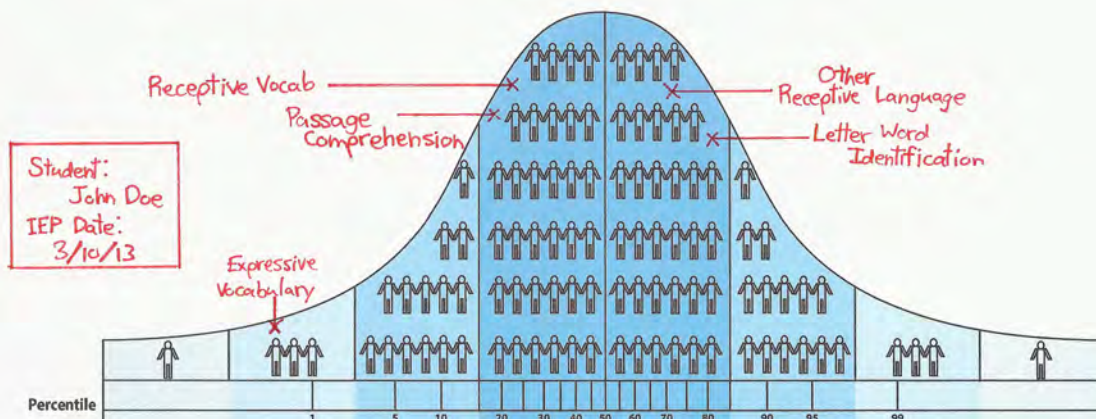 Receptive Vocab
Other
Receptive Language
Passage
Comprehension
Letter Word
Identification
Student:
John Doe
IEP Date:
3/10/13
Expressive
Vocabulary
Percentile 1 5 10 20 30 40 50 60 70 80 90 95 99